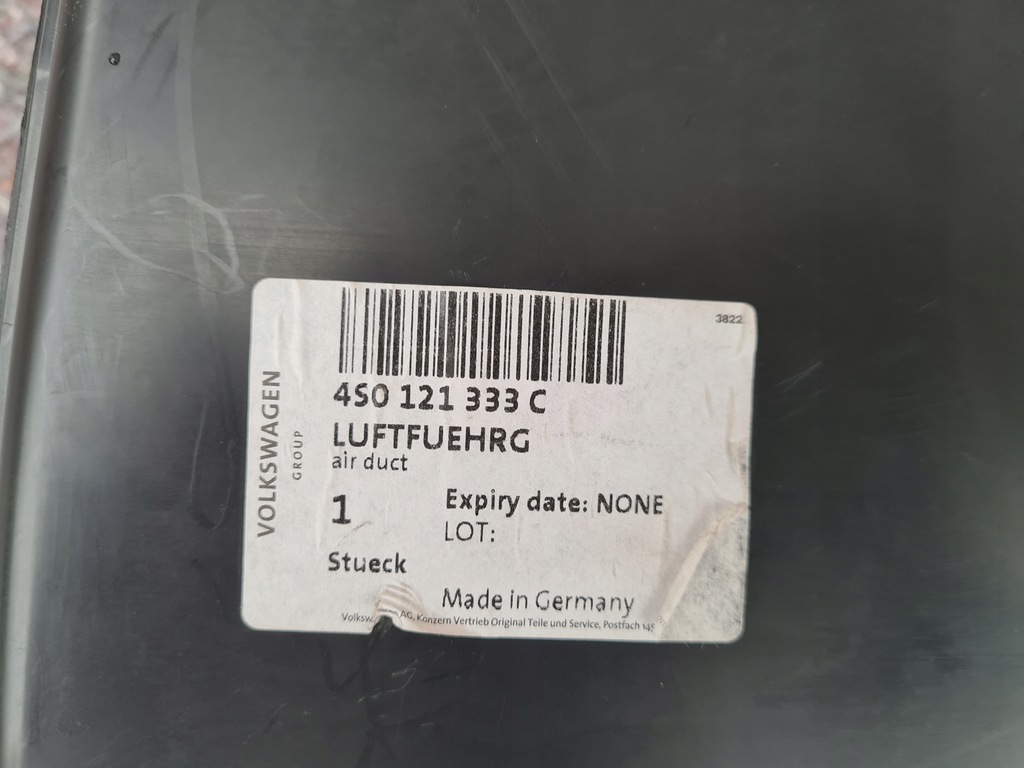 3822
4S0 121 333 C
LUFTFUEHRG
air duct
VOLKSWAGEN
GROUP
1
Expiry date: NONE
LOT:
Stueck
Made in Germany
AG, Konzern Vertrieb Original Teile und Service, Postfach